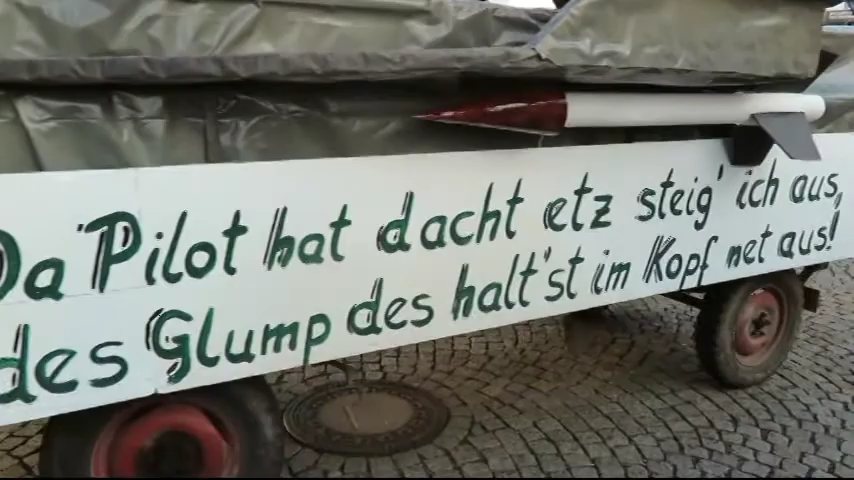 Da Pilot hat dacht etz steig' ich aus,
des Glump des halt'st im Kopf net aus!